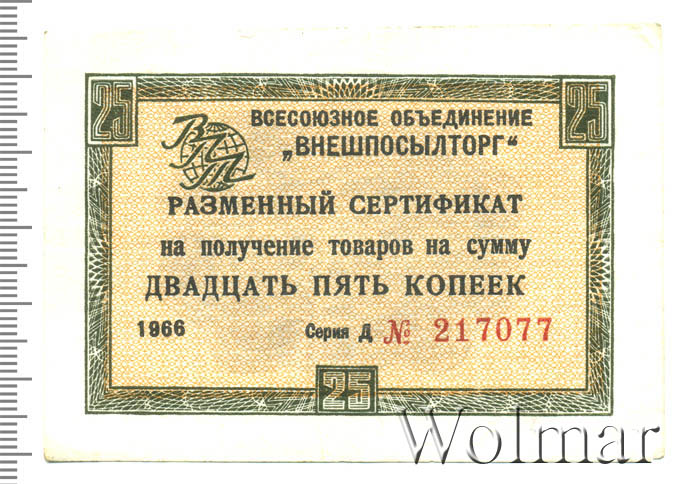 25 25
ВПТ
ВСЕСОЮЗНОЕ ОБЪЕДИНЕНИЕ
„ВНЕШПОСЫЛТОРГ“
РАЗМЕННЫЙ СЕРТИФИКАТ
на получение товаров на сумму
ДВАДЦАТЬ ПЯТЬ КОПЕЕК
1966 Серия Д № 217077
25
Wolmar